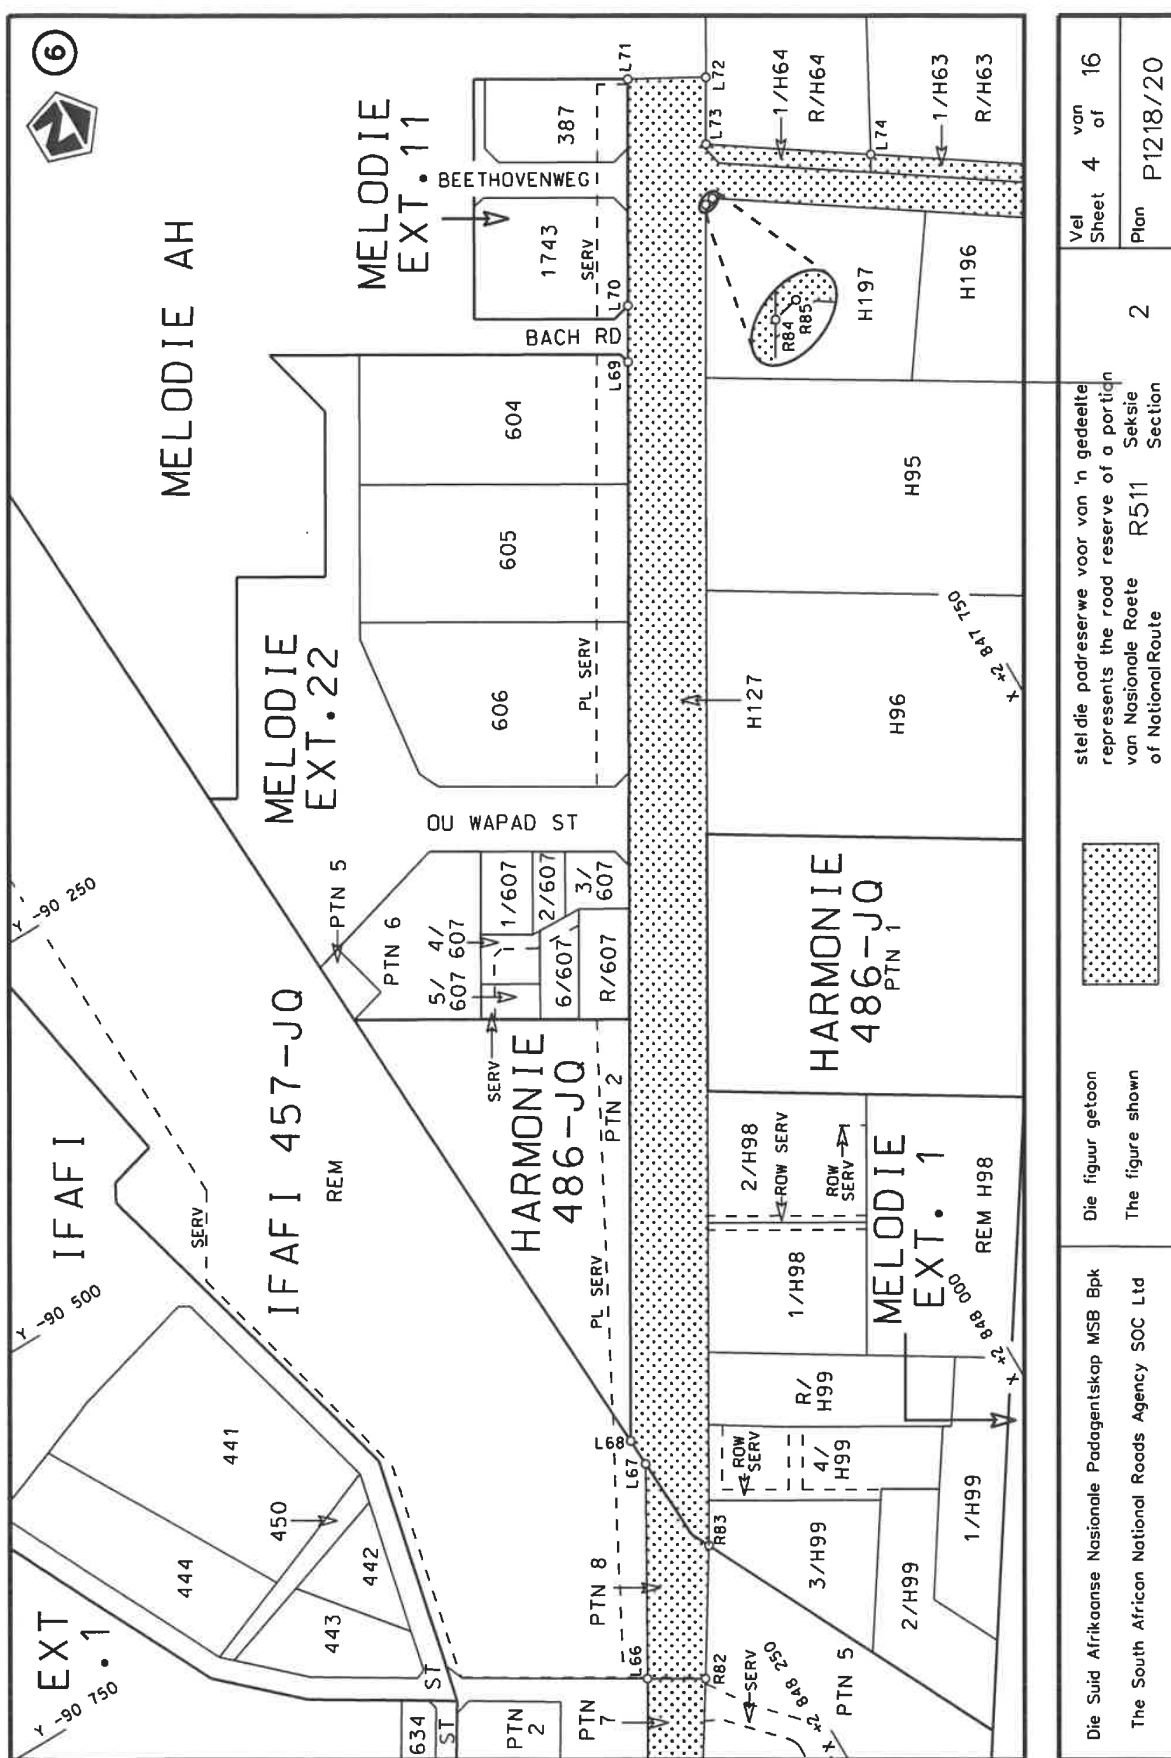 6
MELODIE AH
MELODIE
EXT.11
387
BEETHOVENWEG
1743
SERV
BACH RD
L71
L72
L73
L74
L70
L69
1/H64
R/H64
1/H63
R/H63
R84
R85
H197
H196
604
605
606
PL SERV
MELODIE
EXT.22
H95
H127
H96
X +2 847 750
OU WAPAD ST
PTN 5
PTN 6
5/
607
4/
607
1/607
2/607
3/
607
6/607
R/607
SERV
Y -90 250
HARMONIE
486-JQ
PTN 1
HARMONIE
486-JQ
PTN 2
PL SERV
IFAFI
IFAFI 457-JQ
REM
SERV
Y -90 500
2/H98
ROW SERV
ROW
SERV
1/H98
MELODIE
EXT. 1
REM H98
X +2 848 000
R/
H99
ROW
SERV
4/
H99
3/H99
2/H99
1/H99
L68
L67
R83
441
450
442
444
443
EXT
.1
Y -90 750
ST
634
ST
PTN
2
PTN
7
PTN 8
L66
R82
SERV
X +2 848 250
PTN 5
Die Suid Afrikaanse Nasionale Padagentskap MSB Bpk
The South African National Roads Agency SOC Ltd
Die figuur getoon
The figure shown
stel die padreserwe voor van 'n gedeelte
represents the road reserve of a portion
van Nasionale Roete
of National Route
R511
Seksie
Section
2
Vel
Sheet
4
van
of
16
Plan
P1218/20